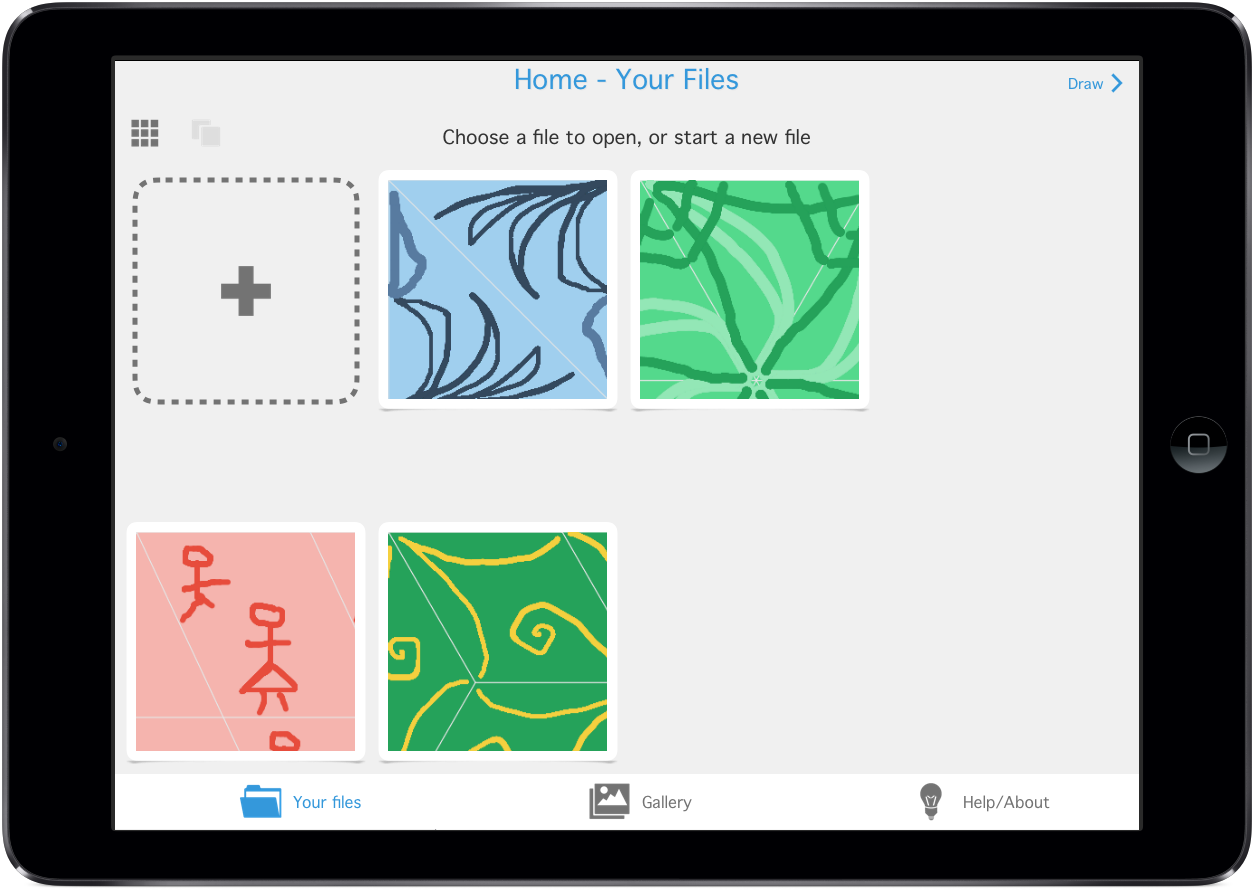 Home - Your Files
Draw
Choose a file to open, or start a new file
Your files
Gallery
Help/About